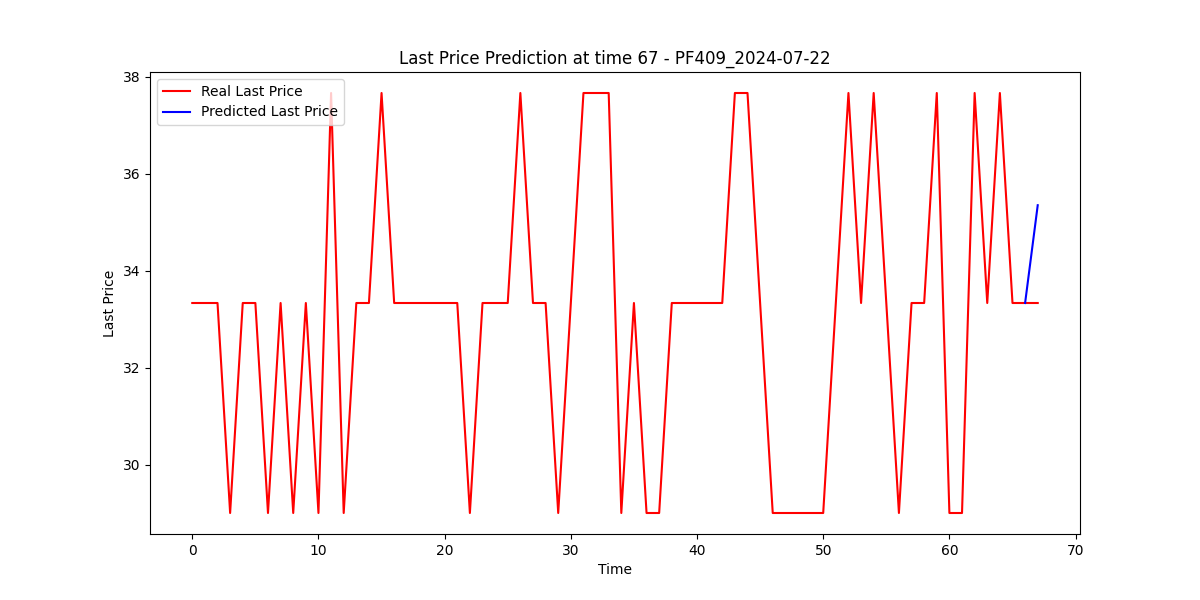 Last Price Prediction at time 67 - PF409_2024-07-22
Real Last Price
Predicted Last Price
Last Price
38
36
34
32
30
0 10 20 30 40 50 60 70
Time